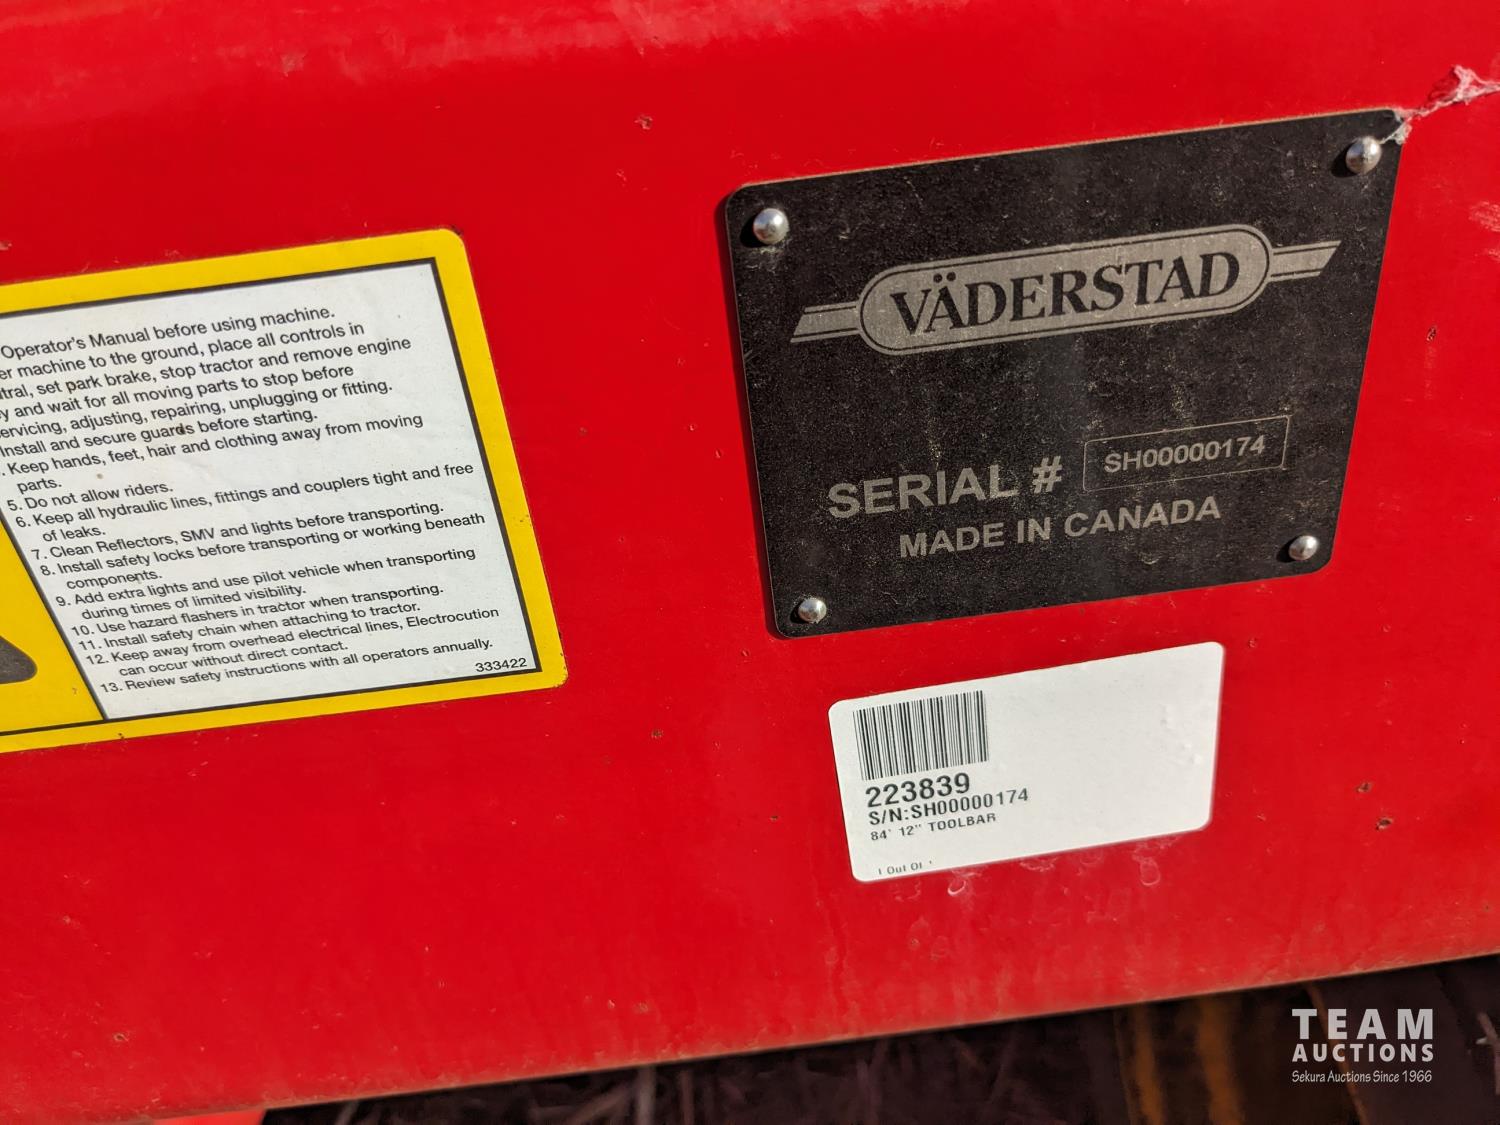 Operator's Manual before using machine.
er machine to the ground, place all controls in
tral, set park brake, stop tractor and remove engine
y and wait for all moving parts to stop before
ervicing, adjusting, repairing, unplugging or fitting.
Install and secure guards before starting.
. Keep hands, feet, hair and clothing away from moving
parts.
5. Do not allow riders.
6. Keep all hydraulic lines, fittings and couplers tight and free
of leaks.
7. Clean Reflectors, SMV and lights before transporting.
8. Install safety locks before transporting or working beneath
components.
9. Add extra lights and use pilot vehicle when transporting
during times of limited visibility.
10. Use hazard flashers in tractor when transporting.
11. Install safety chain when attaching to tractor.
12. Keep away from overhead electrical lines, Electrocution
can occur without direct contact.
13. Review safety instructions with all operators annually.
333422
VÄDERSTAD
SERIAL # SH00000174
MADE IN CANADA
223839
S/N:SH00000174
84' 12" TOOLBAR
1 Out Of
TEAM
AUCTIONS
Sekura Auctions Since 1966